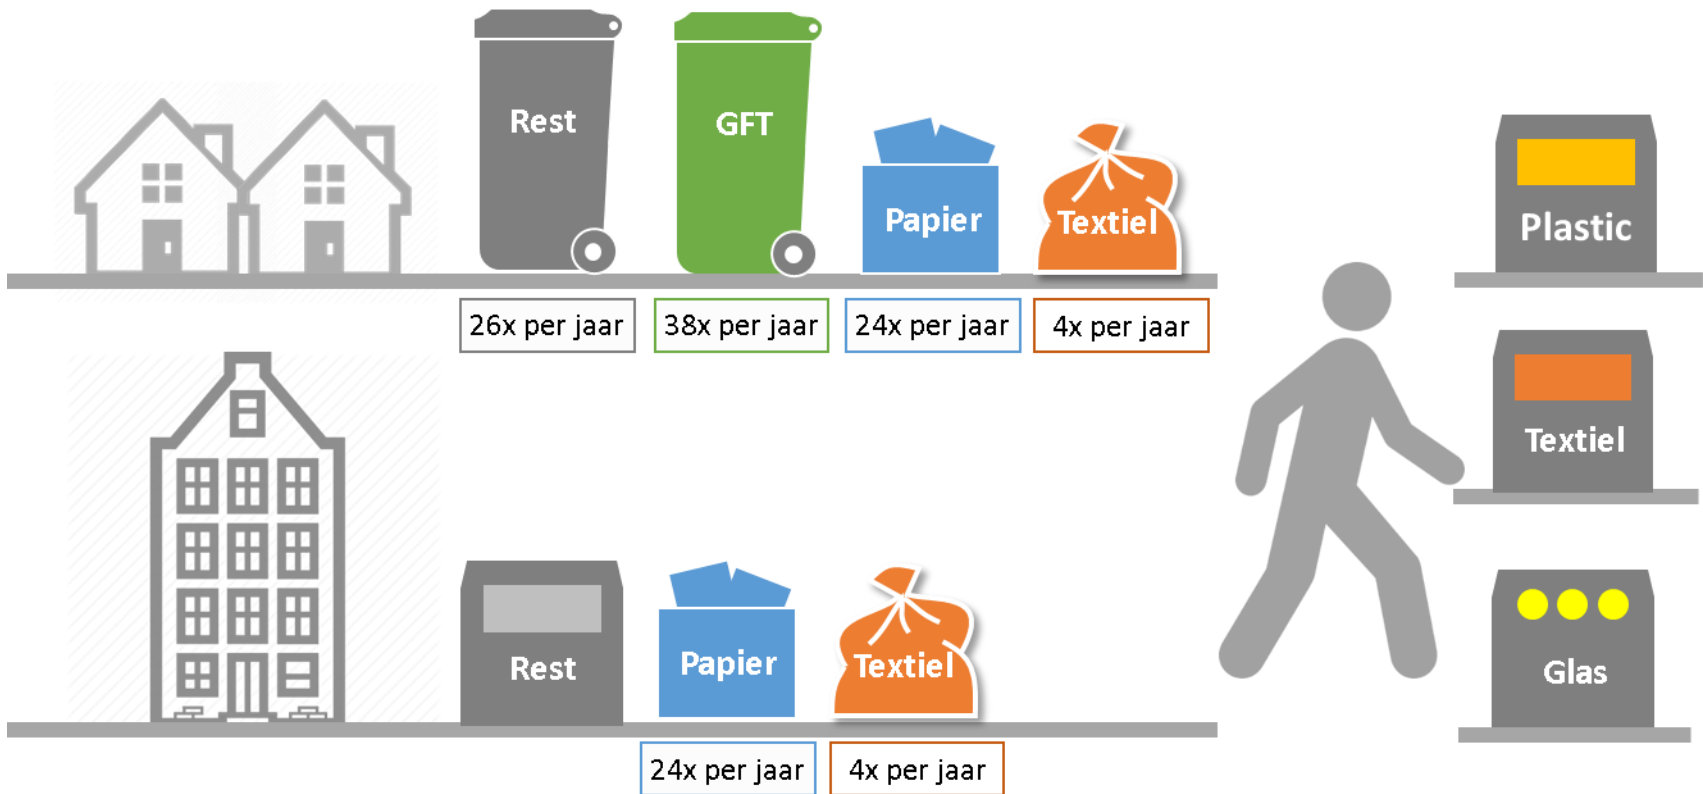 Rest
GFT
Papier
Textiel
26x per jaar
38x per jaar
24x per jaar
4x per jaar
Rest
Papier
Textiel
24x per jaar
4x per jaar
Plastic
Textiel
Glas